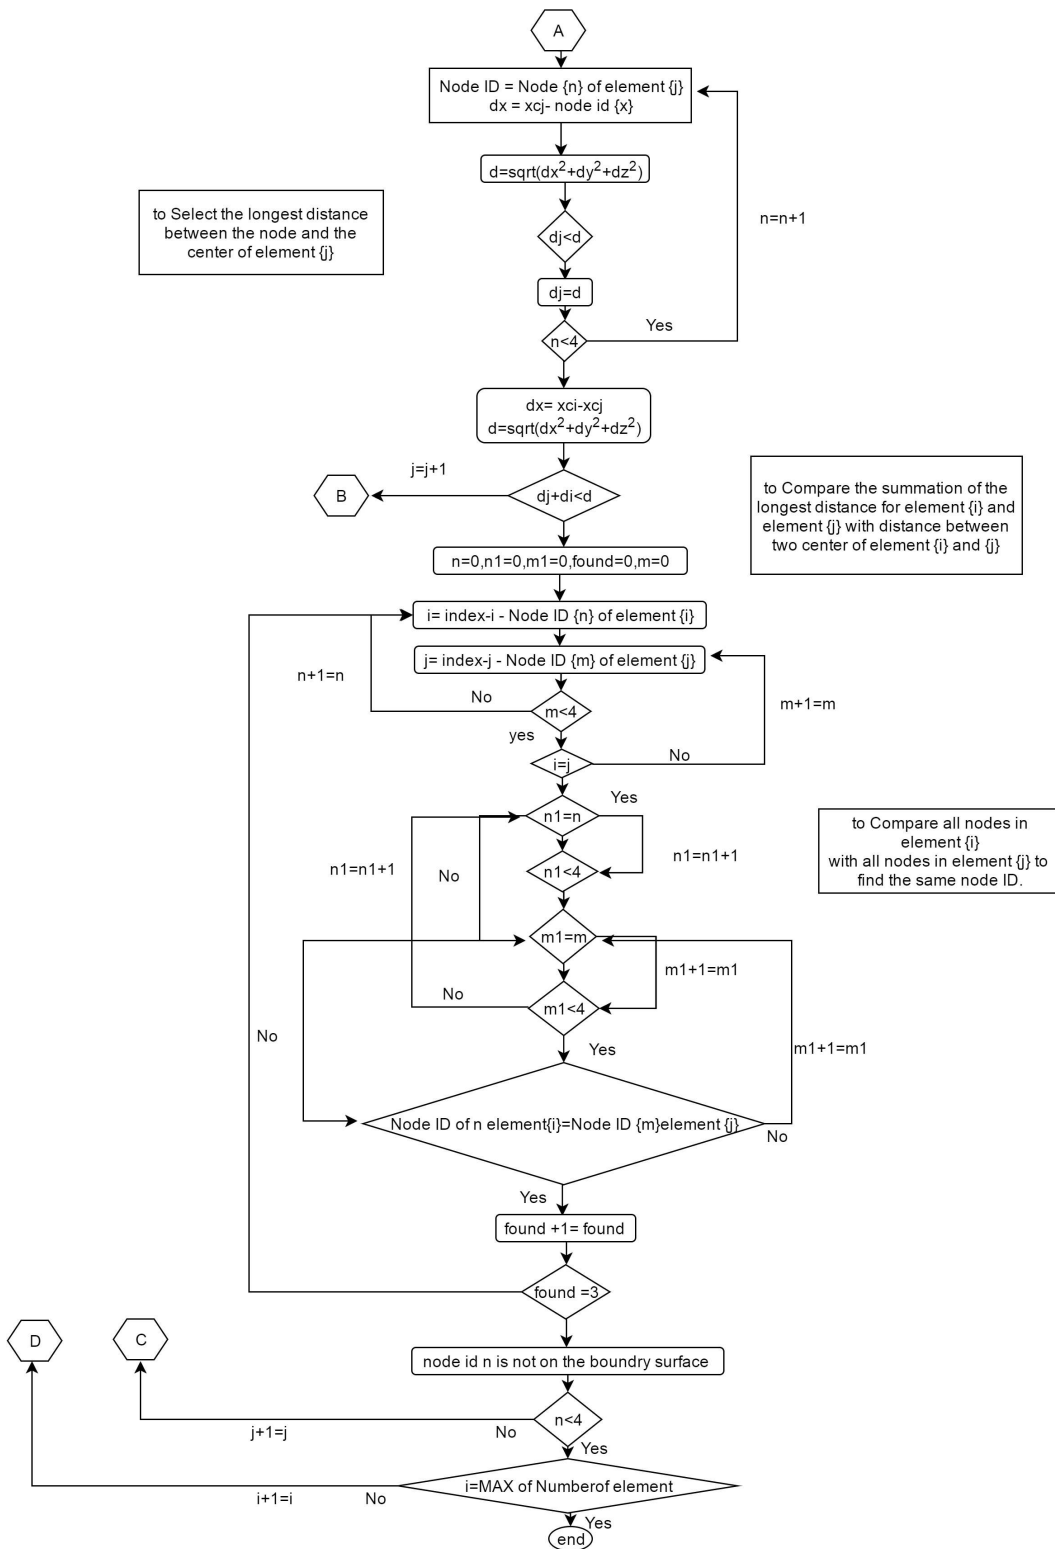 A
Node ID = Node {n} of element {j}
dx = xcj- node id {x}
d=sqrt(dx²+dy²+dz²)
to Select the longest distance
between the node and the
center of element {j}
n=n+1
dj<d
dj=d
Yes
n<4
dx= xci-xcj
d=sqrt(dx²+dy²+dz²)
j=j+1
B
dj+di<d
to Compare the summation of the
longest distance for element {i} and
element {j} with distance between
two center of element {i} and {j}
n=0,n1=0,m1=0,found=0,m=0
i= index-i - Node ID {n} of element {i}
j= index-j - Node ID {m} of element {j}
n+1=n
No
m+1=m
m<4
yes
i=j
No
Yes
n1=n
to Compare all nodes in
element {i}
with all nodes in element {j} to
find the same node ID.
n1=n1+1
n1=n1+1
No
n1<4
m1=m
m1+1=m1
No
m1<4
No
Yes
m1+1=m1
Node ID of n element{i}=Node ID {m}element {j}
No
Yes
found +1= found
found =3
D
C
node id n is not on the boundry surface
n<4
j+1=j
No
Yes
i=MAX of Numberof element
i+1=i
No
Yes
end